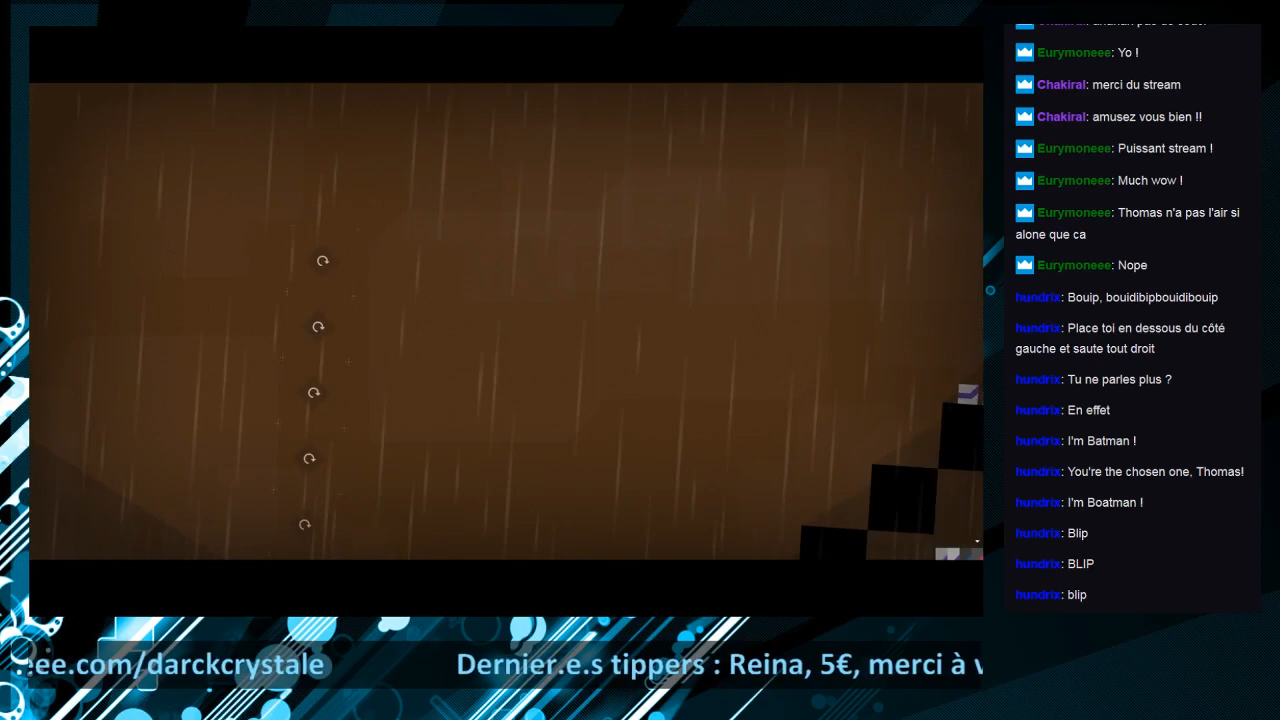 Eurymoneee: Yo !
Chakiral: merci du stream
Chakiral: amusez vous bien !!
Eurymoneee: Puissant stream !
Eurymoneee: Much wow !
Eurymoneee: Thomas n'a pas l'air si
alone que ca
Eurymoneee: Nope
hundrix: Bouip, bouidibipbouidibouip
hundrix: Place toi en dessous du côté
gauche et saute tout droit
hundrix: Tu ne parles plus ?
hundrix: En effet
hundrix: I'm Batman !
hundrix: You're the chosen one, Thomas!
hundrix: I'm Boatman !
hundrix: Blip
hundrix: BLIP
hundrix: blip
ee.com/darckcrystale Dernier.e.s tippers : Reina, 5€, merci à